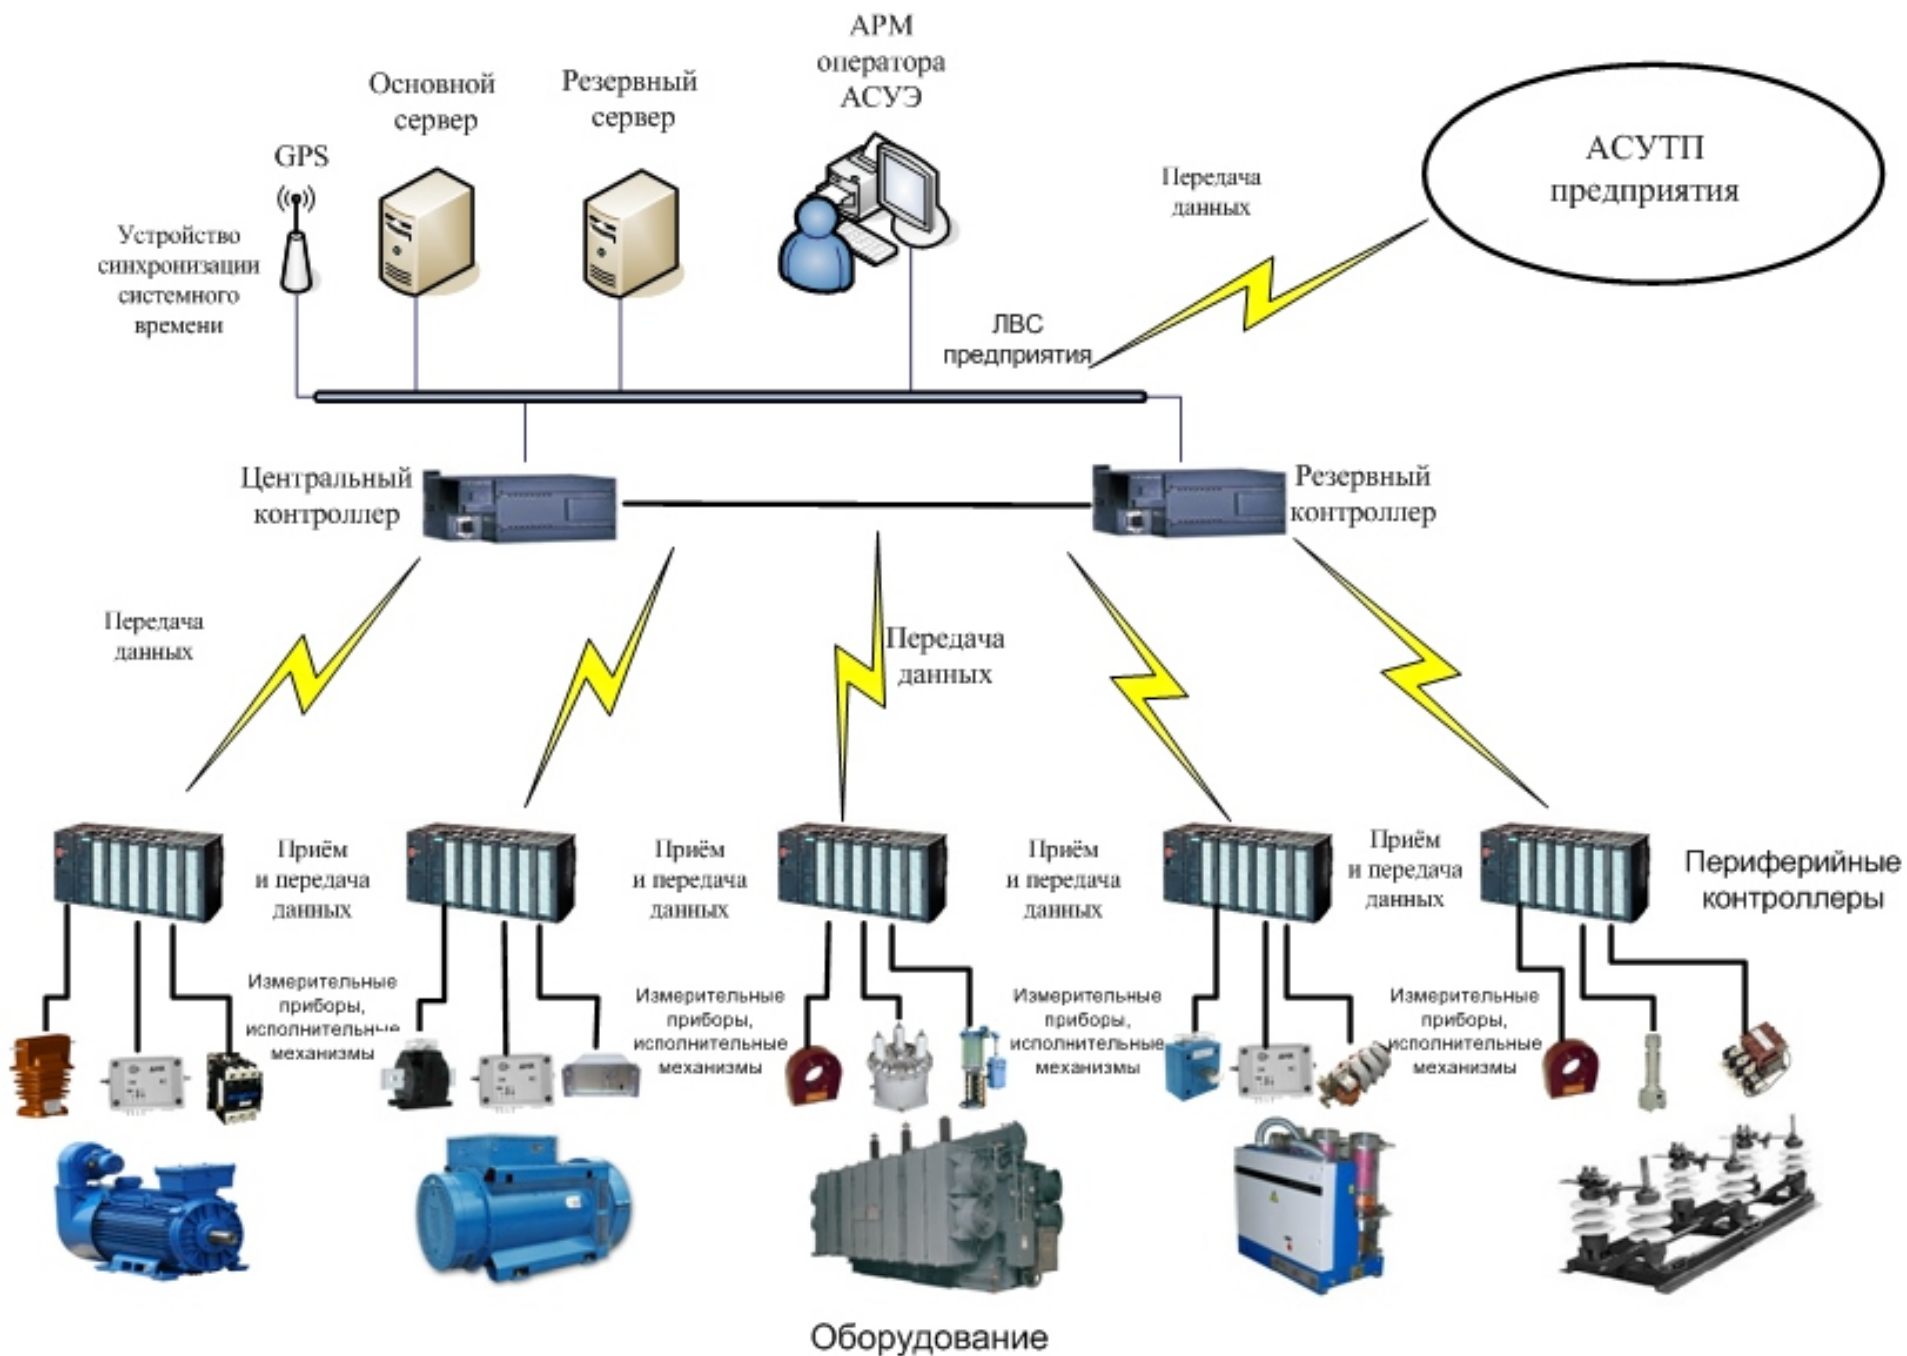 АРМ
оператора
АСУЭ
Основной
сервер
Резервный
сервер
GPS
Устройство
синхронизации
системного
времени
АСУТП
предприятия
Передача
данных
ЛВС
предприятия
Центральный
контроллер
Резервный
контроллер
Передача
данных
Передача
данных
Приём
и передача
данных
Приём
и передача
данных
Приём
и передача
данных
Приём
и передача
данных
Периферийные
контроллеры
Измерительные
приборы,
исполнительные
механизмы
Измерительные
приборы,
исполнительные
механизмы
Измерительные
приборы,
исполнительные
механизмы
Измерительные
приборы,
исполнительные
механизмы
Оборудование